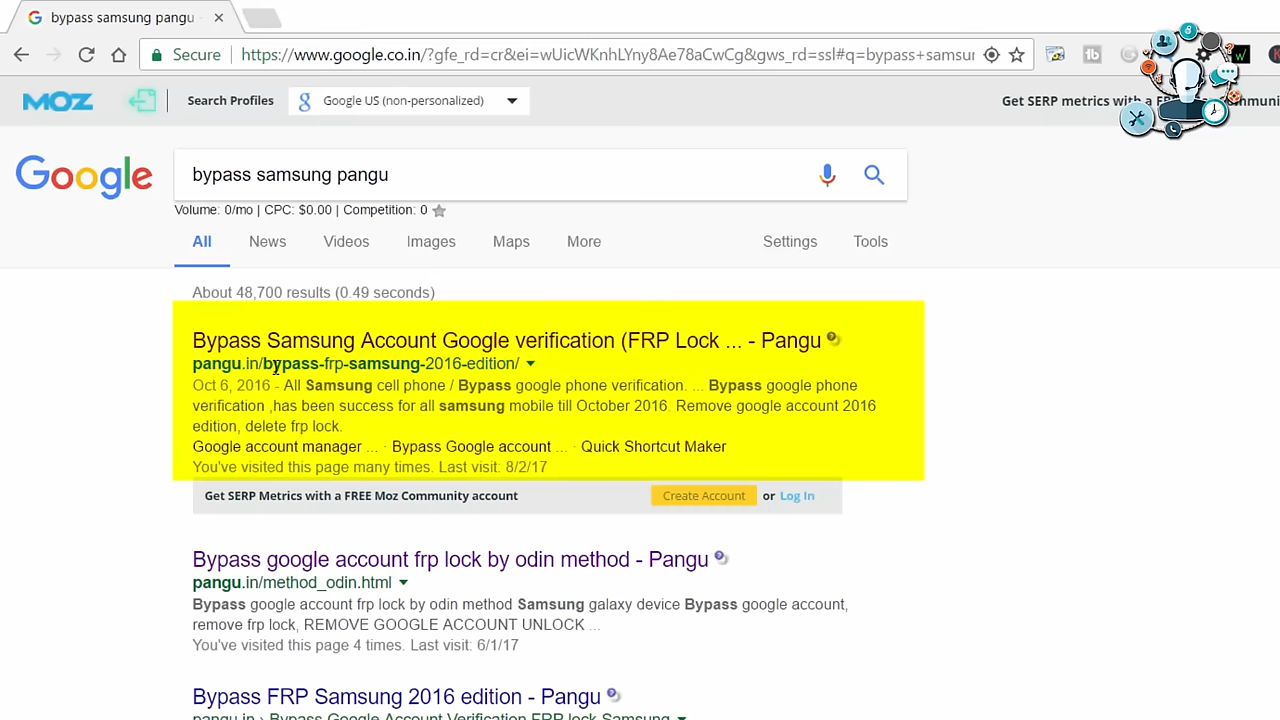 bypass samsung pangu
Secure https://www.google.co.in/?gfe_rd=cr&ei=wUicWKnhLYny8Ae78aCwCg&gws_rd=ssl#q=bypass+samsur
MOZ Search Profiles Google US (non-personalized) Get SERP metrics with a
Google bypass samsung pangu
Volume: 0/mo | CPC: $0.00 | Competition: 0
All News Videos Images Maps More Settings Tools
About 48,700 results (0.49 seconds)
Bypass Samsung Account Google verification (FRP Lock ... - Pangu
pangu.in/bypass-frp-samsung-2016-edition/
Oct 6, 2016 - All Samsung cell phone / Bypass google phone verification. ... Bypass google phone
verification ,has been success for all samsung mobile till October 2016. Remove google account 2016
edition, delete frp lock.
Google account manager ... · Bypass Google account ... · Quick Shortcut Maker
You've visited this page many times. Last visit: 8/2/17
Get SERP Metrics with a FREE Moz Community account Create Account or Log In
Bypass google account frp lock by odin method - Pangu
pangu.in/method_odin.html
Bypass google account frp lock by odin method Samsung galaxy device Bypass google account,
remove frp lock, REMOVE GOOGLE ACCOUNT UNLOCK ...
You've visited this page 4 times. Last visit: 6/1/17
Bypass FRP Samsung 2016 edition - Pangu
pangu.in › Bypass Google Account Verification FRP lock Samsung